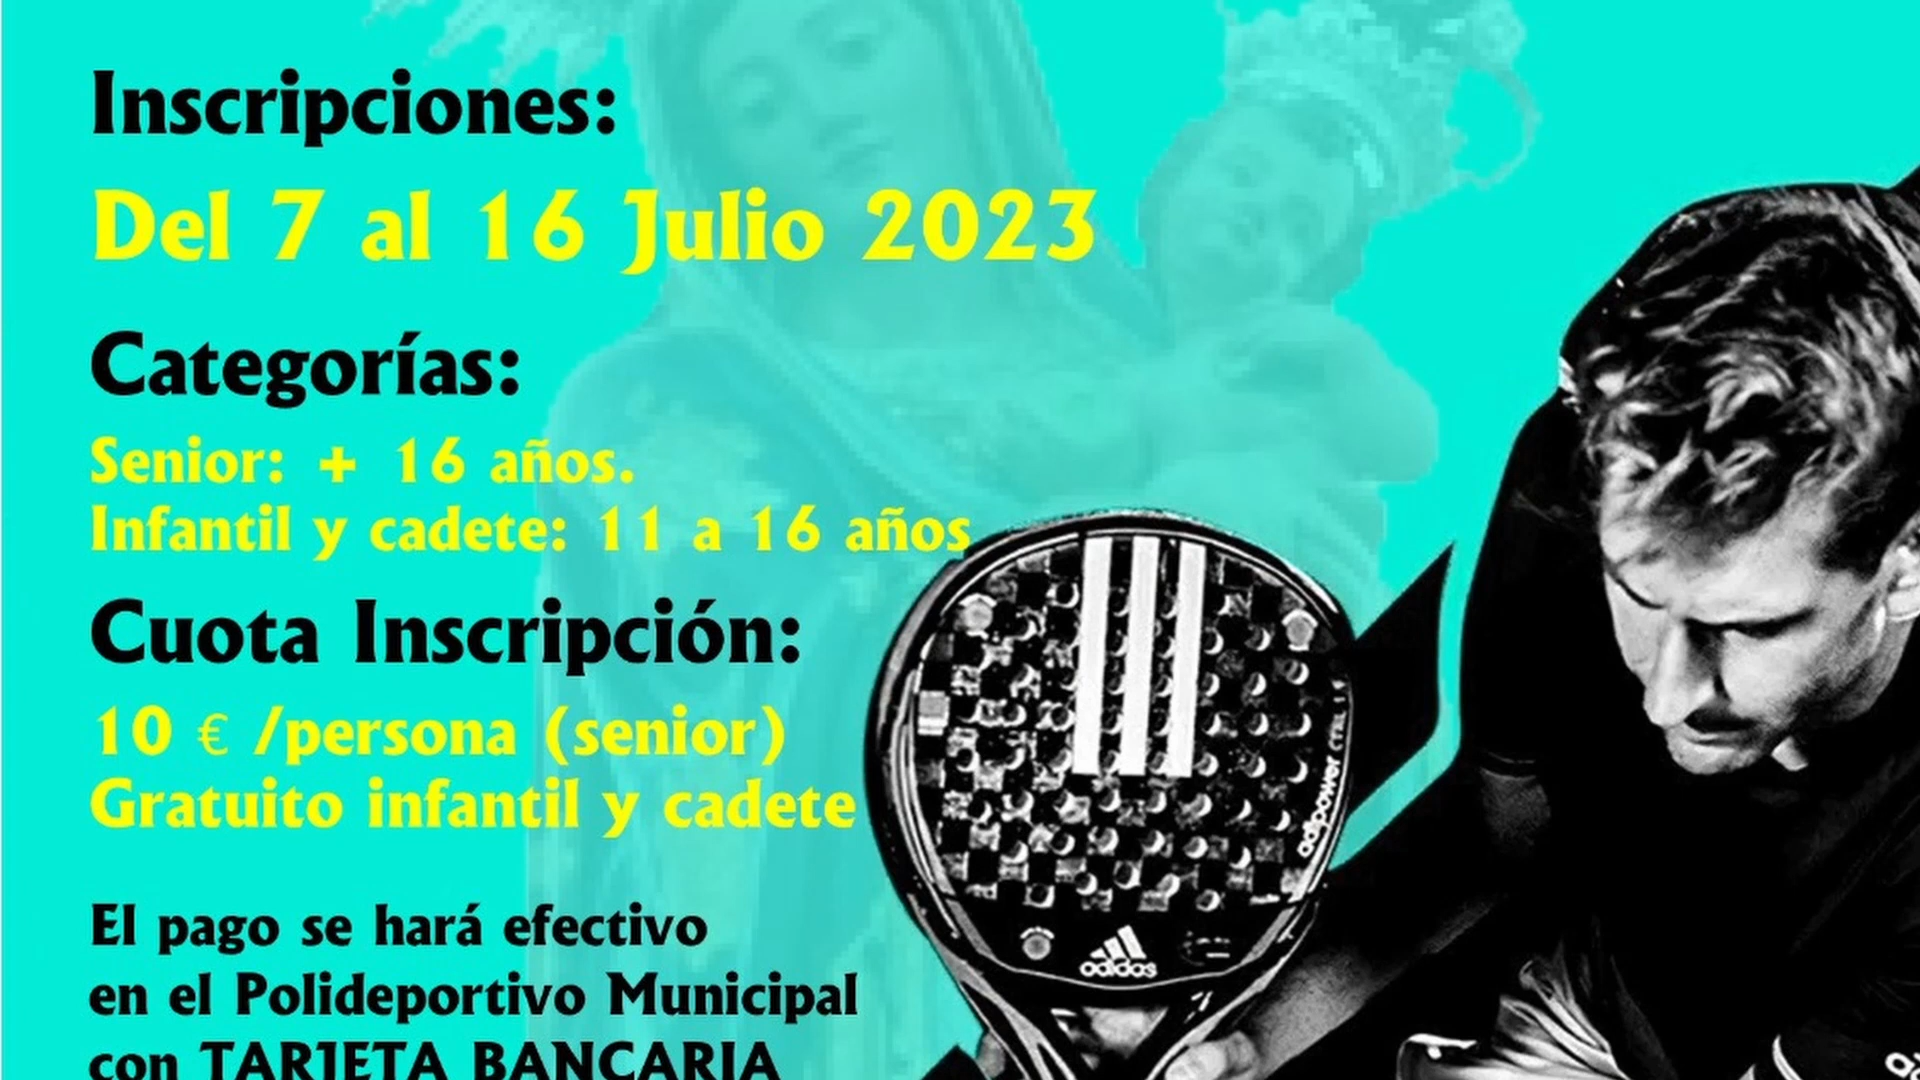 Inscripciones:
Del 7 al 16 Julio 2023
Categorías:
Senior: + 16 años.
Infantil y cadete: 11 a 16 años
Cuota Inscripción:
10 € /persona (senior)
Gratuito infantil y cadete
El pago se hará efectivo
en el Polideportivo Municipal
con TARJETA BANCARIA
adipower CTRL
adidas